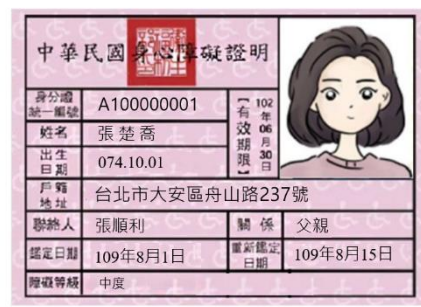 中華民國身心障礙證明
身分證統一編號 A100000001
【有效期限】 102年06月30日
姓名 張楚喬
出生日期 074.10.01
戶籍地址 台北市大安區舟山路237號
聯絡人 張順利 關係 父親
鑑定日期 109年8月1日 重新鑑定日期 109年8月15日
障礙等級 中度